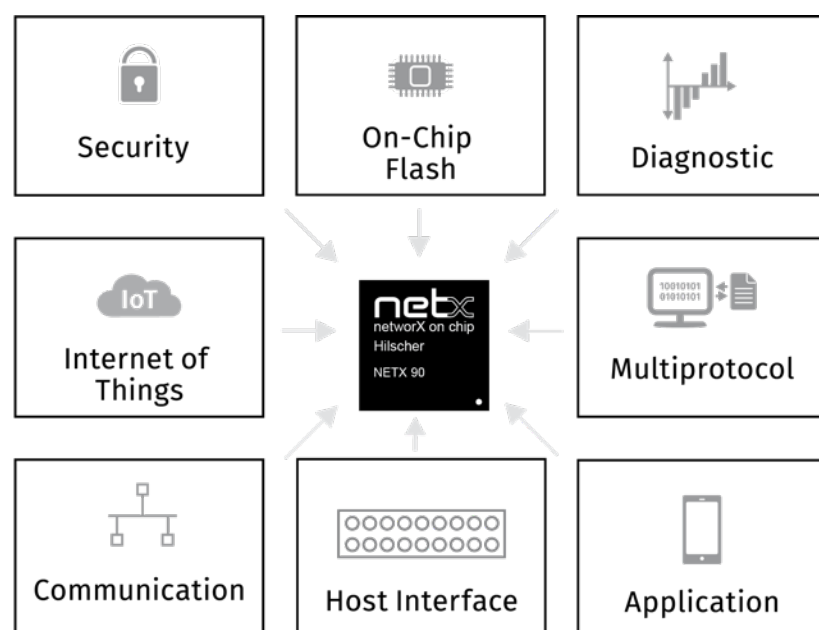 Security
On-Chip
Flash
Diagnostic
IoT
Internet of
Things
netx
networX on chip
Hilscher
NETX 90
10010101
01010101
Multiprotocol
Communication
Host Interface
Application